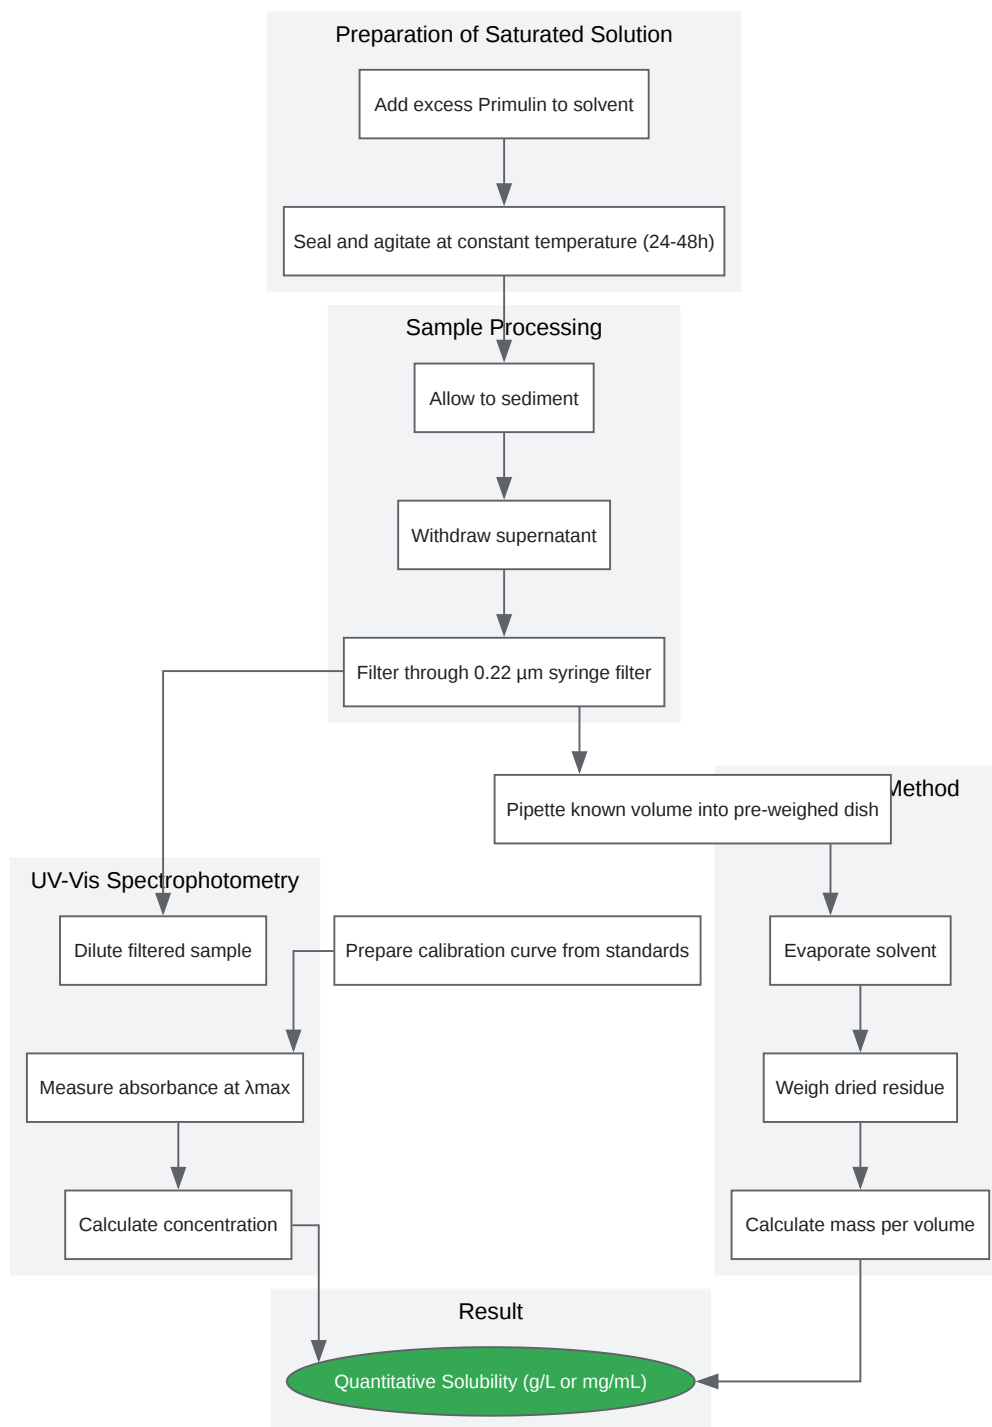 Preparation of Saturated Solution
Add excess Primulin to solvent
Seal and agitate at constant temperature (24-48h)
Sample Processing
Allow to sediment
Withdraw supernatant
Filter through 0.22 µm syringe filter
Method
Pipette known volume into pre-weighed dish
UV-Vis Spectrophotometry
Dilute filtered sample
Prepare calibration curve from standards
Evaporate solvent
Measure absorbance at λmax
Weigh dried residue
Calculate concentration
Calculate mass per volume
Result
Quantitative Solubility (g/L or mg/mL)